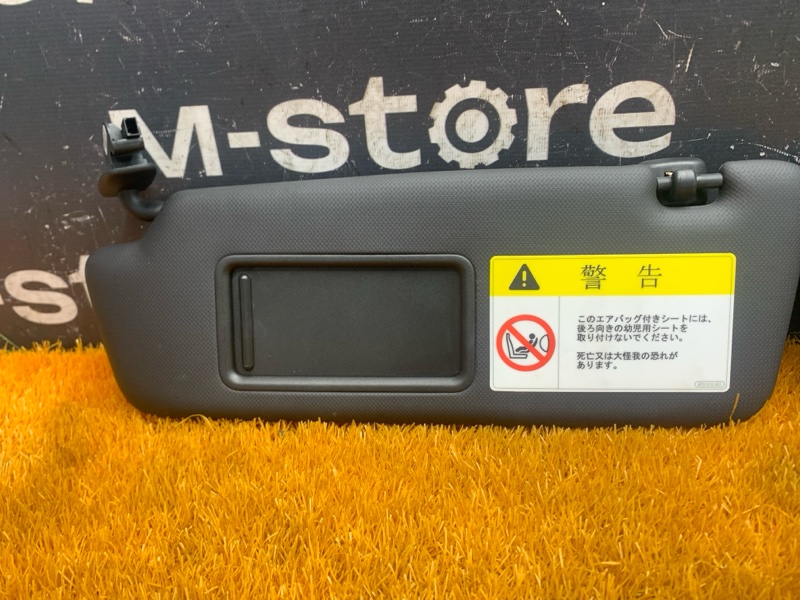 M-store
est
警告
このエアバッグ付きシートには、
後ろ向きの幼児用シートを
取り付けないでください。
死亡又は大怪我の恐れが
あります。